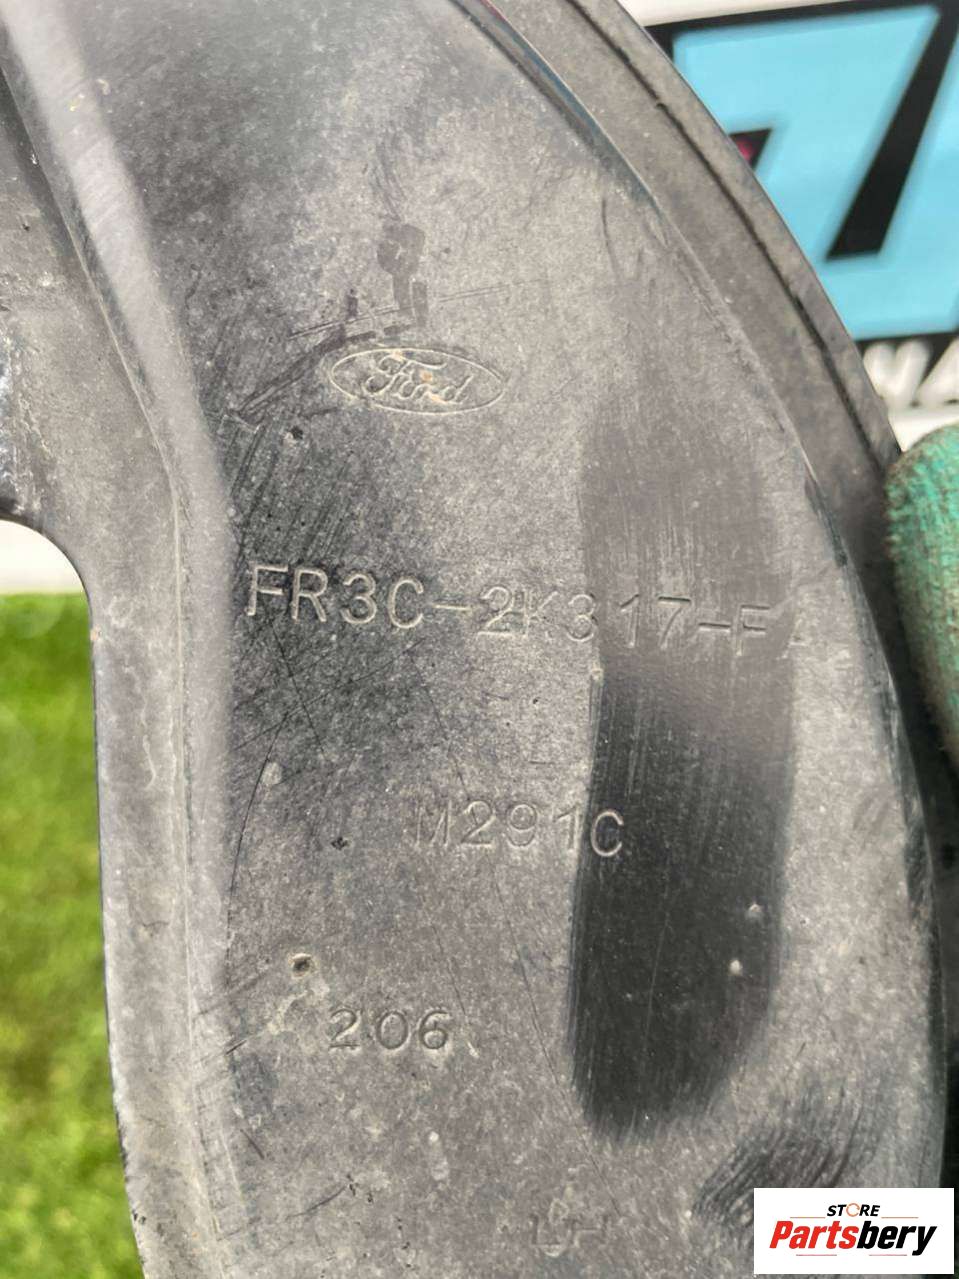 Ford
FR3C-2K317-F
M291C
206
STORE
Partsbery